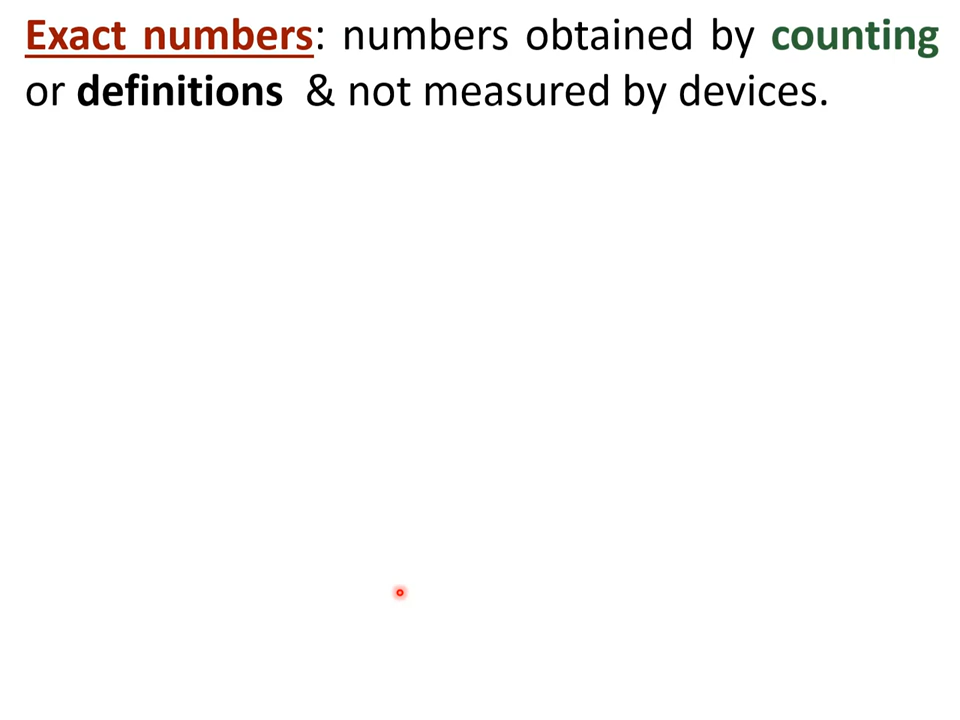 Exact numbers: numbers obtained by counting
or definitions & not measured by devices.